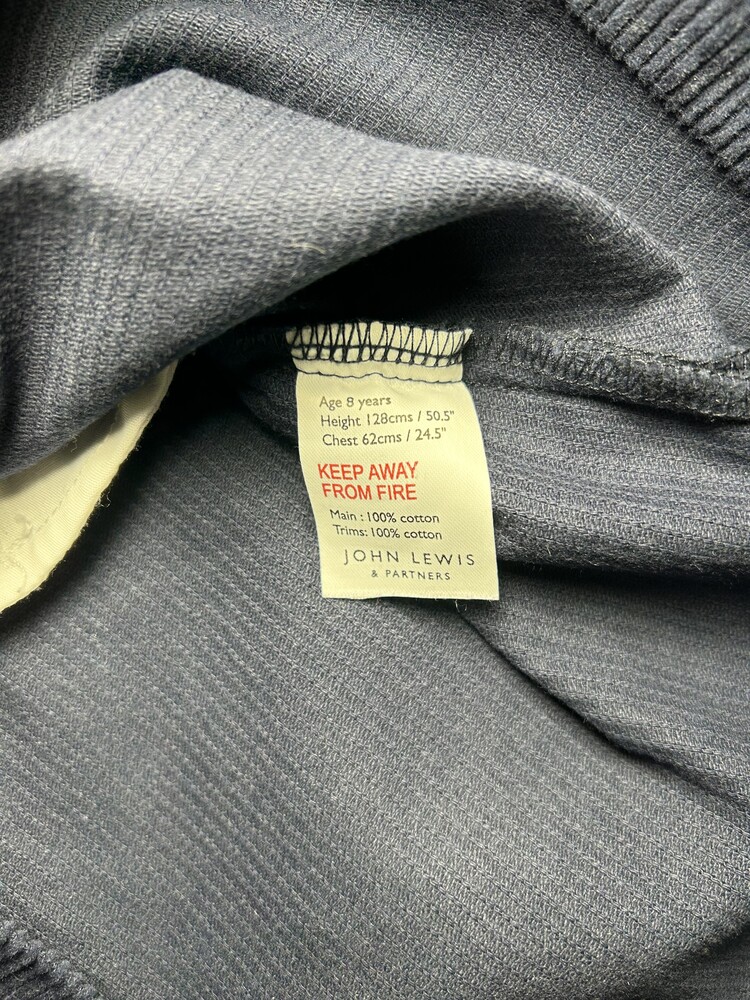 Age 8 years
Height 128cms / 50.5"
Chest 62cms / 24.5"
KEEP AWAY
FROM FIRE
Main : 100% cotton
Trims: 100% cotton
JOHN LEWIS
& PARTNERS